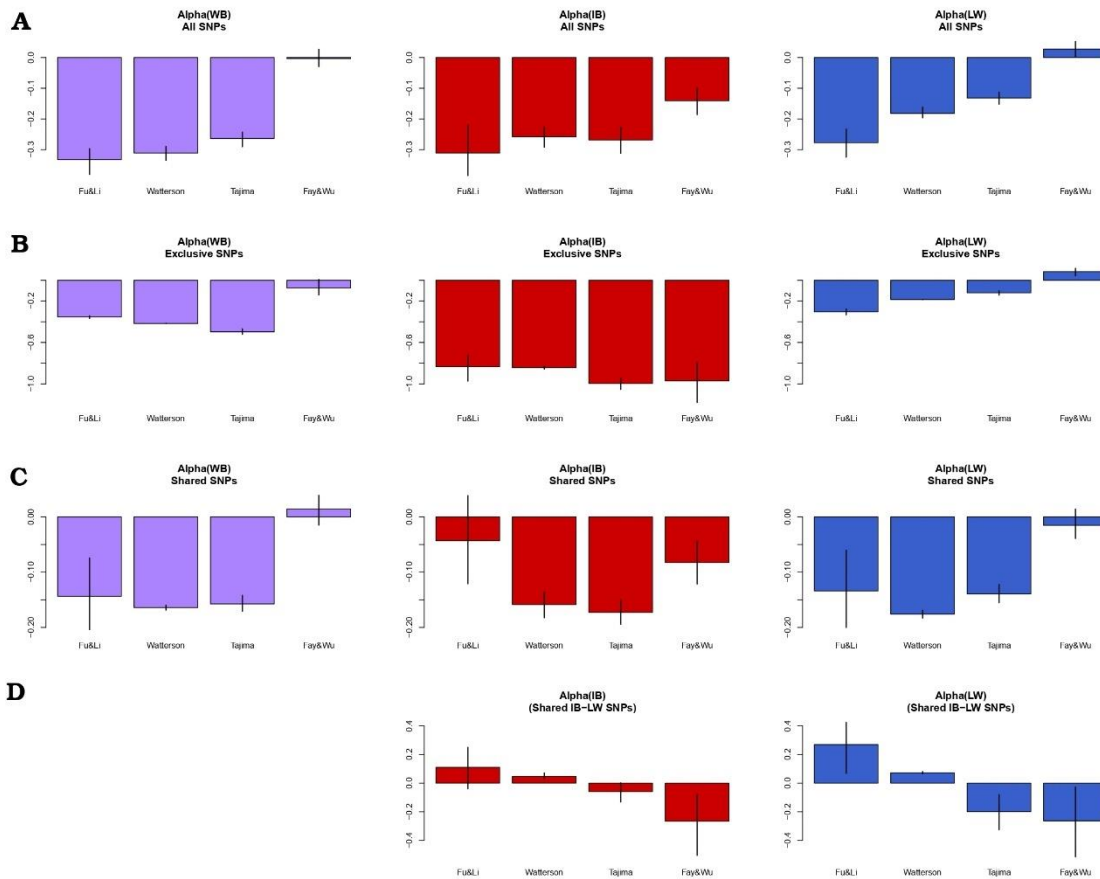 A
Alpha(WB)
All SNPs
0.0
−0.1
−0.2
−0.3
Fu&Li Watterson Tajima Fay&Wu
Alpha(IB)
All SNPs
0.0
−0.1
−0.2
−0.3
Fu&Li Watterson Tajima Fay&Wu
Alpha(LW)
All SNPs
0.0
−0.1
−0.2
−0.3
Fu&Li Watterson Tajima Fay&Wu
B
Alpha(WB)
Exclusive SNPs
−0.2
−0.6
−1.0
Fu&Li Watterson Tajima Fay&Wu
Alpha(IB)
Exclusive SNPs
−0.2
−0.6
−1.0
Fu&Li Watterson Tajima Fay&Wu
Alpha(LW)
Exclusive SNPs
−0.2
−0.6
−1.0
Fu&Li Watterson Tajima Fay&Wu
C
Alpha(WB)
Shared SNPs
0.00
−0.10
−0.20
Fu&Li Watterson Tajima Fay&Wu
Alpha(IB)
Shared SNPs
0.00
−0.10
−0.20
Fu&Li Watterson Tajima Fay&Wu
Alpha(LW)
Shared SNPs
0.00
−0.10
−0.20
Fu&Li Watterson Tajima Fay&Wu
D
Alpha(IB)
(Shared IB−LW SNPs)
0.4
0.2
0.0
−0.2
−0.4
Fu&Li Watterson Tajima Fay&Wu
Alpha(LW)
(Shared IB−LW SNPs)
0.4
0.2
0.0
−0.2
−0.4
Fu&Li Watterson Tajima Fay&Wu